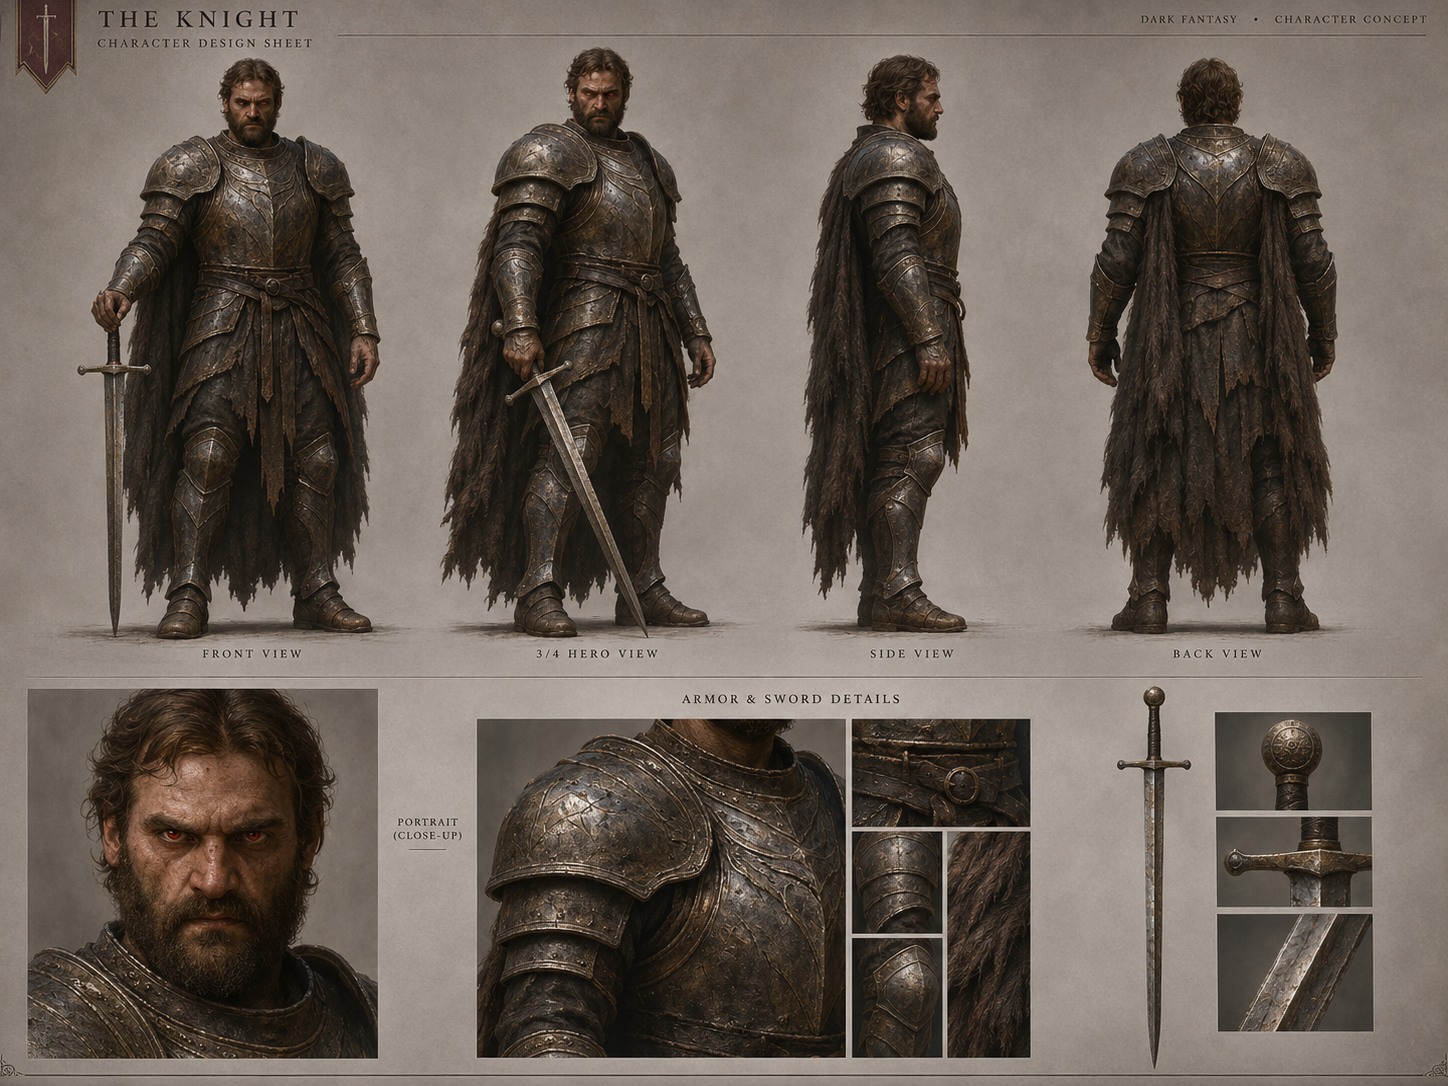 THE KNIGHT
CHARACTER DESIGN SHEET
DARK FANTASY • CHARACTER CONCEPT
FRONT VIEW
3/4 HERO VIEW
SIDE VIEW
BACK VIEW
ARMOR & SWORD DETAILS
PORTRAIT
(CLOSE-UP)